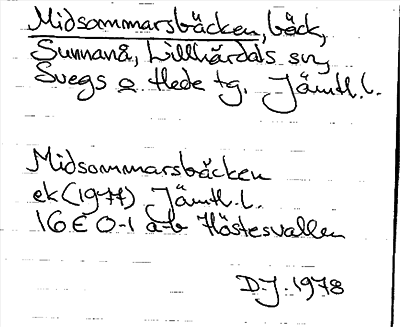 Midsommarsbäcken, bäck,
Sunnanå, Lillhärdals sn,
Svegs o Hede tg. Jämtl. l.
Midsommarsbäcken
ek (1977) Jämtl. l.
16 E 0-1 a-b Höstesvallen
D.J. 1978